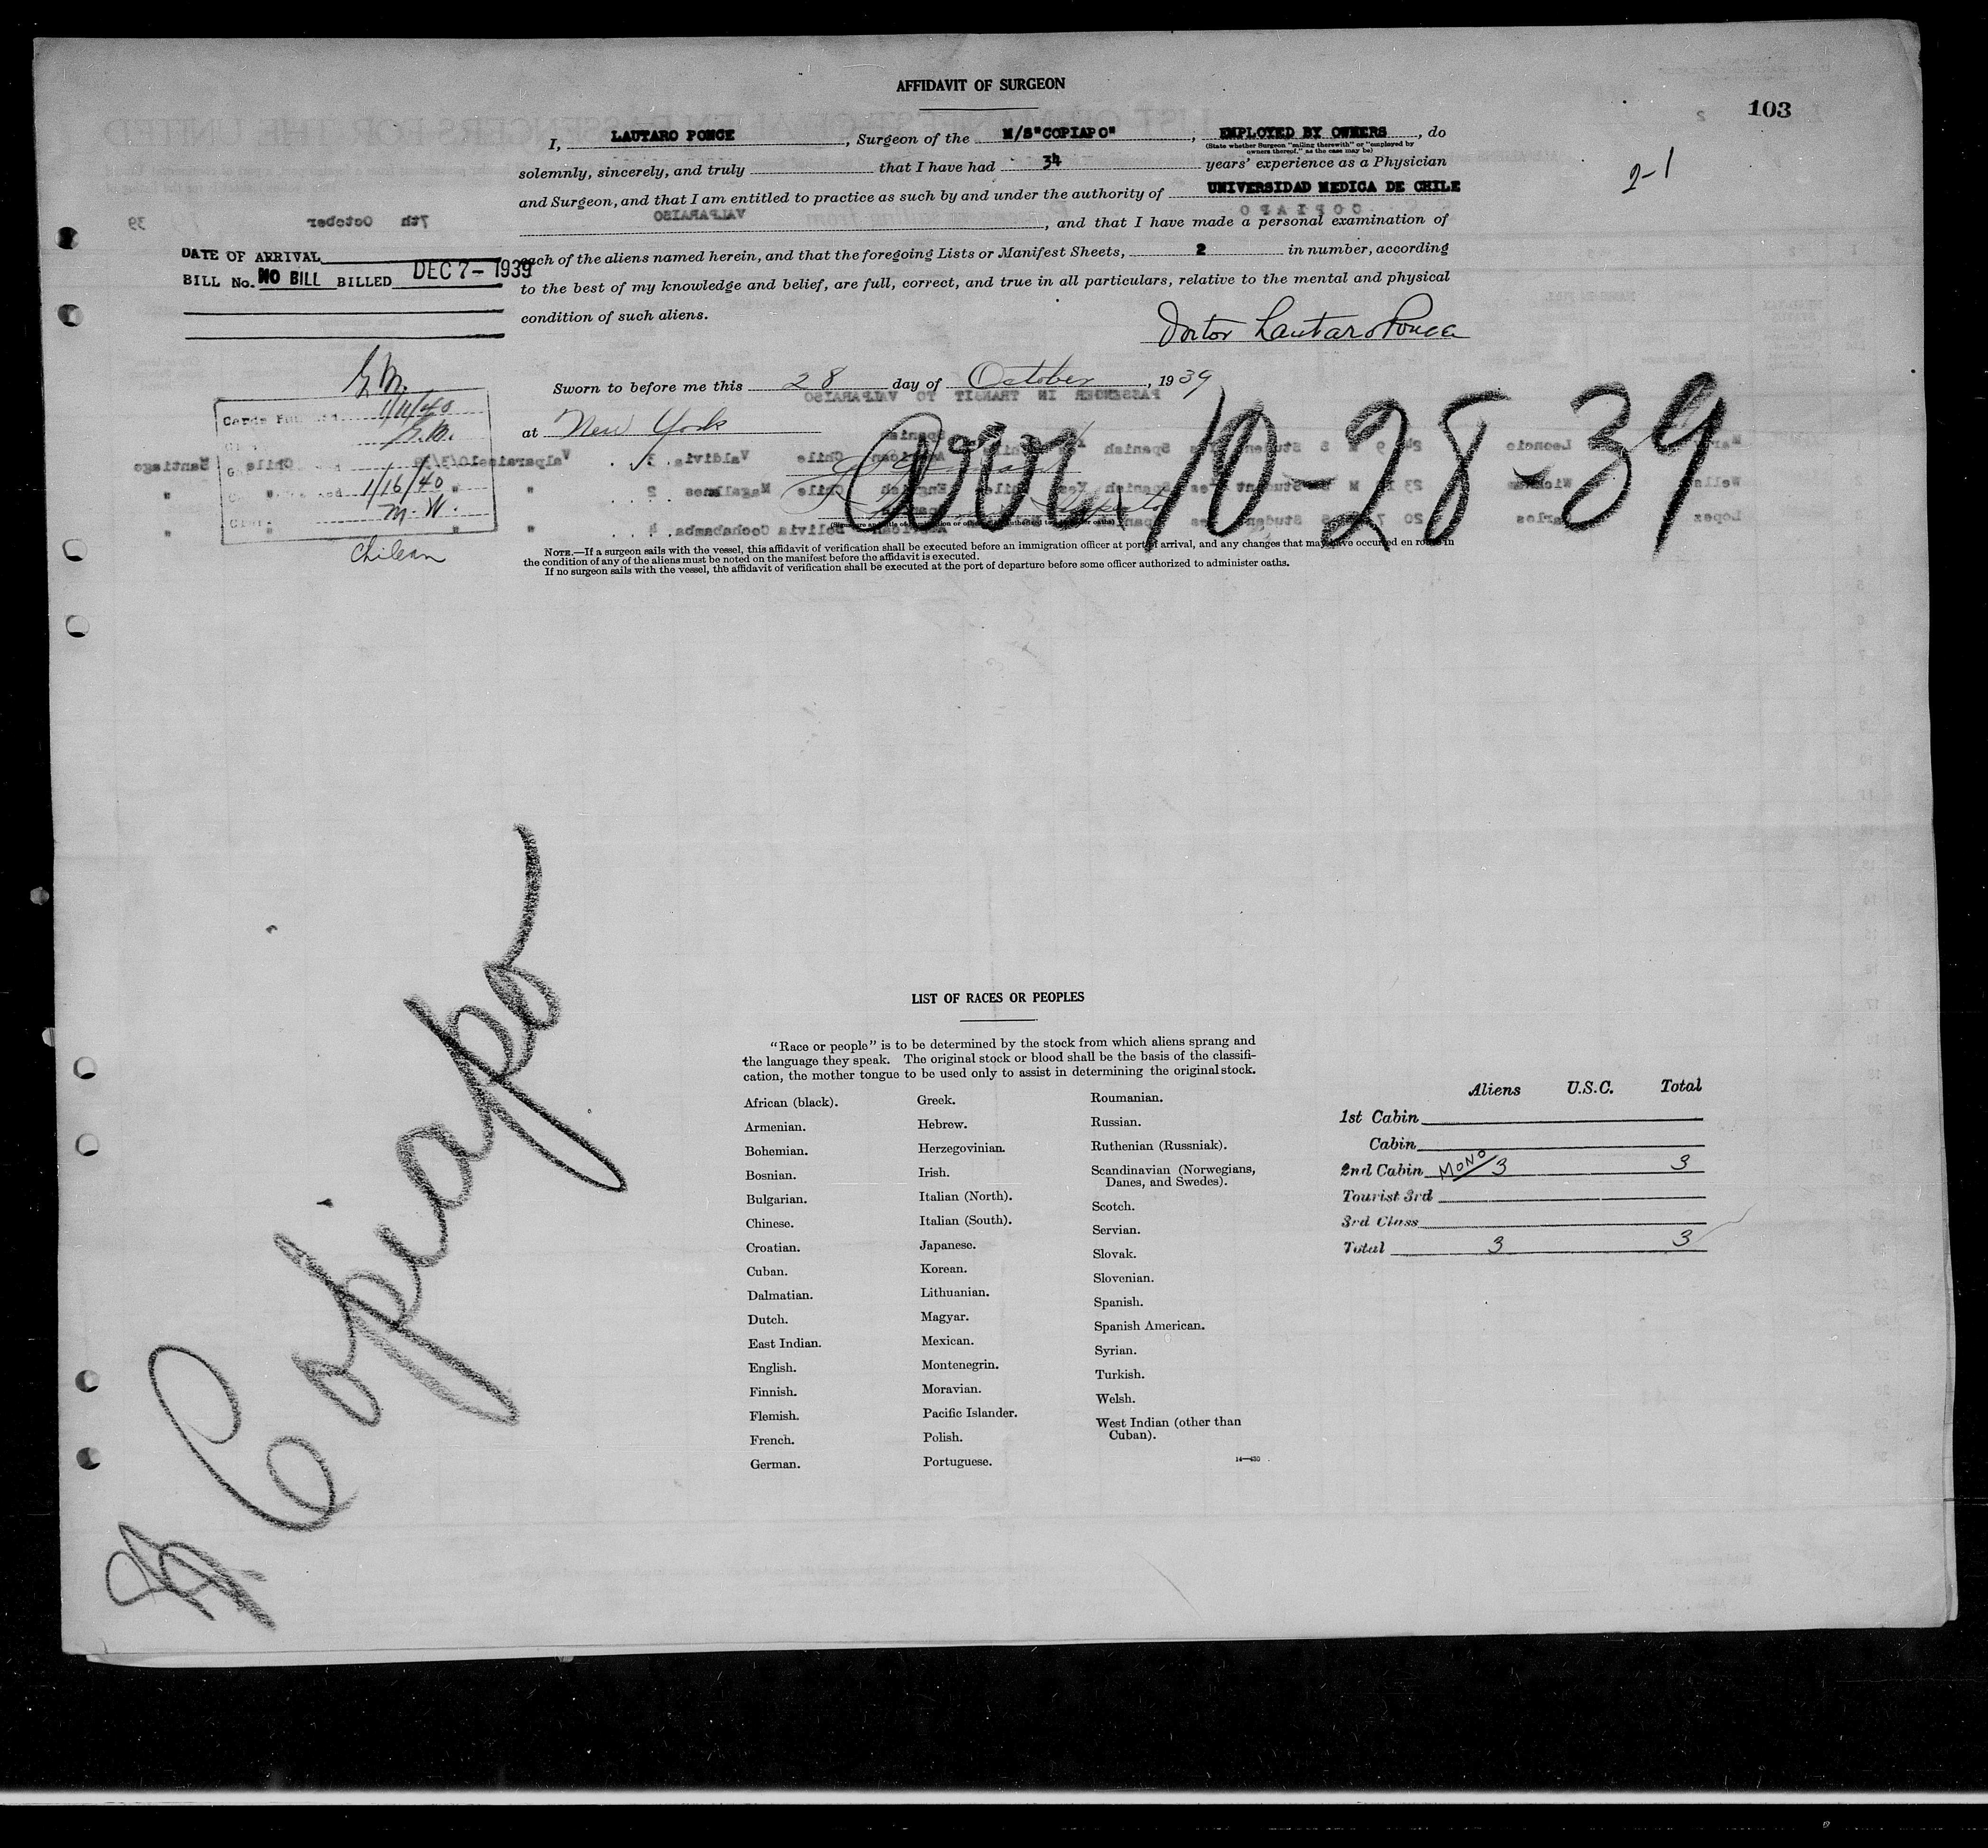 AFFIDAVIT OF SURGEON
103
I, LAUTARO PONCE, Surgeon of the M/S"COPIAPO", EMPLOYED BY OWNERS, do
(State whether Surgeon "sailing therewith" or "employed by
owners thereof," as the case may be)
solemnly, sincerely, and truly that I have had 34 years' experience as a Physician
2-1
and Surgeon, and that I am entitled to practice as such by and under the authority of UNIVERSIDAD MEDICA DE CHILE
, and that I have made a personal examination of
each of the aliens named herein, and that the foregoing Lists or Manifest Sheets, 2 in number, according
to the best of my knowledge and belief, are full, correct, and true in all particulars, relative to the mental and physical
condition of such aliens.
DATE OF ARRIVAL
BILL No. NO BILL BILLED DEC 7- 1939
Doctor Lautaro Ponce
Sworn to before me this 28 day of October, 1939
at New York
Arr. 10-28-39
1/11/40
1/16/40
M.W.
Chilean
NOTE.—If a surgeon sails with the vessel, this affidavit of verification shall be executed before an immigration officer at port of arrival, and any changes that may have occurred en route in
the condition of any of the aliens must be noted on the manifest before the affidavit is executed.
If no surgeon sails with the vessel, the affidavit of verification shall be executed at the port of departure before some officer authorized to administer oaths.
Copiapo
LIST OF RACES OR PEOPLES
"Race or people" is to be determined by the stock from which aliens sprang and
the language they speak. The original stock or blood shall be the basis of the classifi-
cation, the mother tongue to be used only to assist in determining the original stock.
African (black).
Armenian.
Bohemian.
Bosnian.
Bulgarian.
Chinese.
Croatian.
Cuban.
Dalmatian.
Dutch.
East Indian.
English.
Finnish.
Flemish.
French.
German.
Greek.
Hebrew.
Herzegovinian.
Irish.
Italian (North).
Italian (South).
Japanese.
Korean.
Lithuanian.
Magyar.
Mexican.
Montenegrin.
Moravian.
Pacific Islander.
Polish.
Portuguese.
Roumanian.
Russian.
Ruthenian (Russniak).
Scandinavian (Norwegians,
Danes, and Swedes).
Scotch.
Servian.
Slovak.
Slovenian.
Spanish.
Spanish American.
Syrian.
Turkish.
Welsh.
West Indian (other than
Cuban).
14—430
Aliens U.S.C. Total
1st Cabin
Cabin
2nd Cabin MONO 3 3
Tourist 3rd
3rd Class
Total 3 3